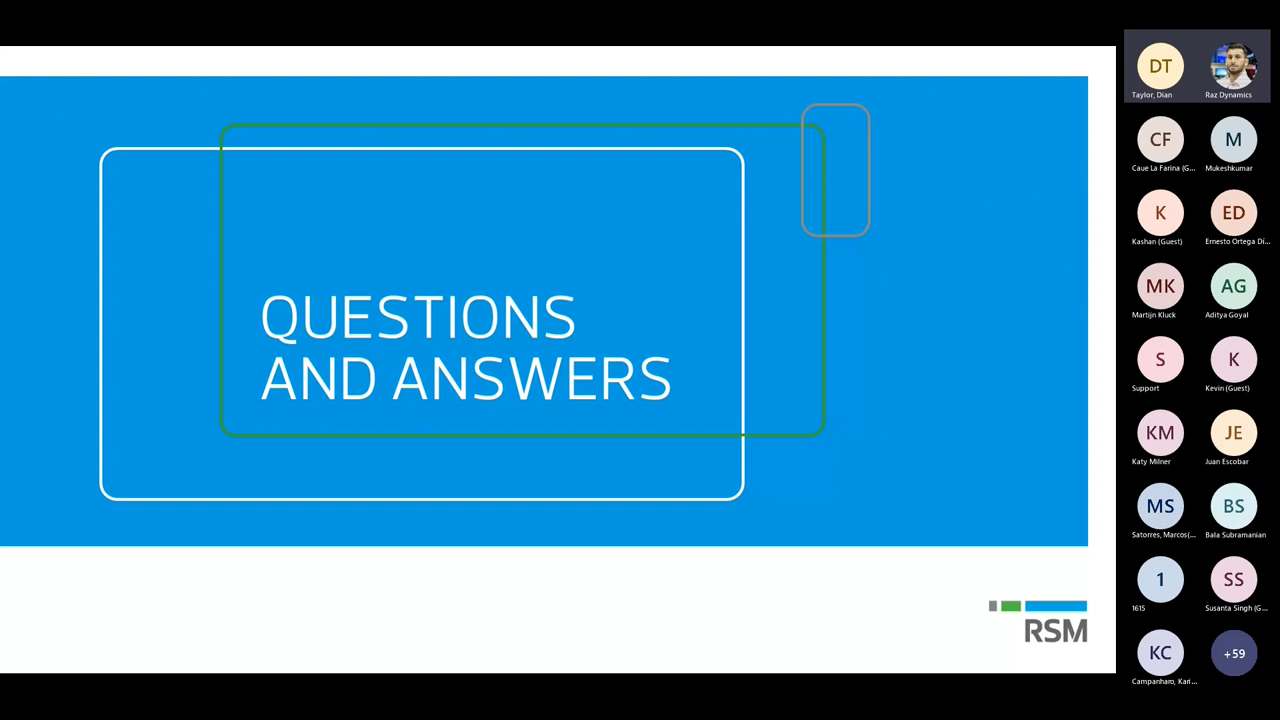 QUESTIONS
AND ANSWERS
RSM
DT
Taylor, Dian
Raz Dynamics
CF
Caue La Farina (G...
M
Mukeshkumar
K
Kashan (Guest)
ED
Ernesto Ortega Di...
MK
Martijn Kluck
AG
Aditya Goyal
S
Support
K
Kevin (Guest)
KM
Katy Milner
JE
Juan Escobar
MS
Satorres, Marcos(...
BS
Bala Subramanian
1
1615
SS
Susanta Singh (G...
KC
Campanharo, Kari...
+59